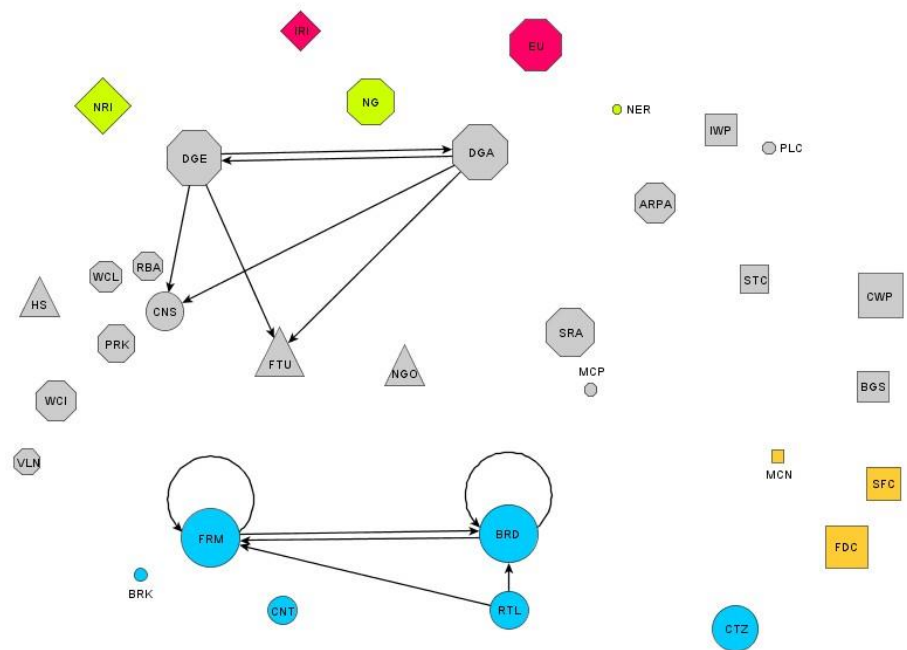 IRI
EU
NRI
NG
NER
IWP
PLC
DGE
DGA
ARPA
RBA
WCL
STC
HS
CNS
CWP
PRK
SRA
FTU
NGO
MCP
BGS
WCI
VLN
MCN
SFC
FRM
BRD
FDC
BRK
CNT
RTL
CTZ